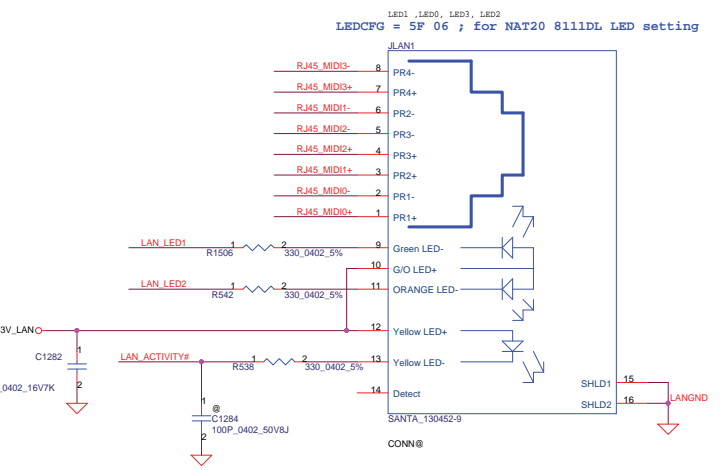 LED1 ,LED0, LED3, LED2
LEDCFG = 5F 06 ; for NAT20 8111DL LED setting
JLAN1
RJ45_MIDI3- 8 PR4-
RJ45_MIDI3+ 7 PR4+
RJ45_MIDI1- 6 PR2-
RJ45_MIDI2- 5 PR3-
RJ45_MIDI2+ 4 PR3+
RJ45_MIDI1+ 3 PR2+
RJ45_MIDI0- 2 PR1-
RJ45_MIDI0+ 1 PR1+
LAN_LED1 1 2 9 Green LED-
R1506 330_0402_5%
10 G/O LED+
LAN_LED2 1 2 11 ORANGE LED-
R542 330_0402_5%
3V_LAN 12 Yellow LED+
1
C1282
LAN_ACTIVITY# 1 2 13 Yellow LED-
R538 330_0402_5%
2
_0402_16V7K
14 Detect
SHLD1 15
SHLD2 16
LANGND
1
@
C1284
100P_0402_50V8J
2
SANTA_130452-9
CONN@